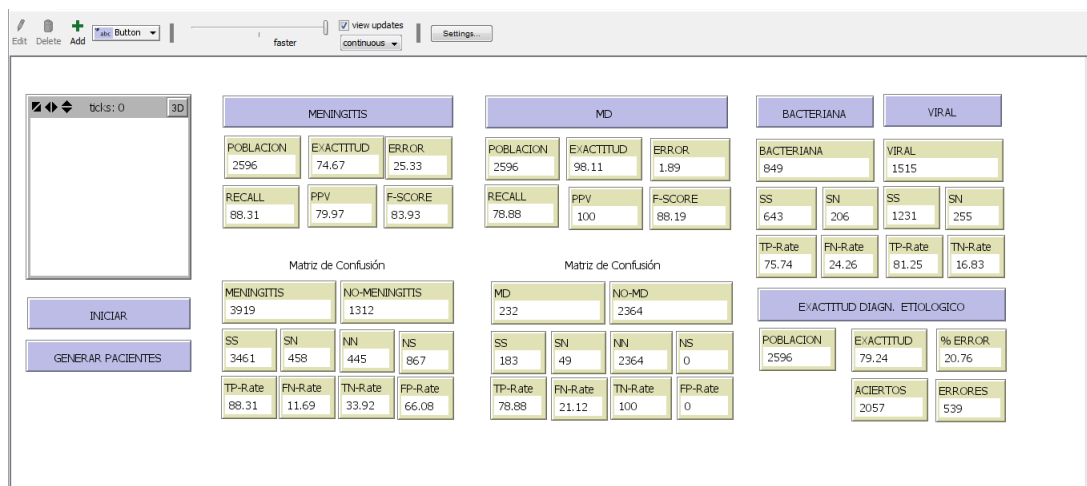 Edit Delete Add abc Button faster view updates continuous Settings...
ticks: 0 3D
MENINGITIS MD BACTERIANA VIRAL
POBLACION EXACTITUD ERROR POBLACION EXACTITUD ERROR BACTERIANA VIRAL
2596 74.67 25.33 2596 98.11 1.89 849 1515
RECALL PPV F-SCORE RECALL PPV F-SCORE SS SN SS SN
88.31 79.97 83.93 78.88 100 88.19 643 206 1231 255
TP-Rate FN-Rate TP-Rate TN-Rate
75.74 24.26 81.25 16.83
Matriz de Confusión Matriz de Confusión
MENINGITIS NO-MENINGITIS MD NO-MD
3919 1312 232 2364
INICIAR EXACTITUD DIAGN. ETIOLOGICO
SS SN NN NS SS SN NN NS POBLACION EXACTITUD % ERROR
3461 458 445 867 183 49 2364 0 2596 79.24 20.76
GENERAR PACIENTES
TP-Rate FN-Rate TN-Rate FP-Rate TP-Rate FN-Rate TN-Rate FP-Rate ACIERTOS ERRORES
88.31 11.69 33.92 66.08 78.88 21.12 100 0 2057 539